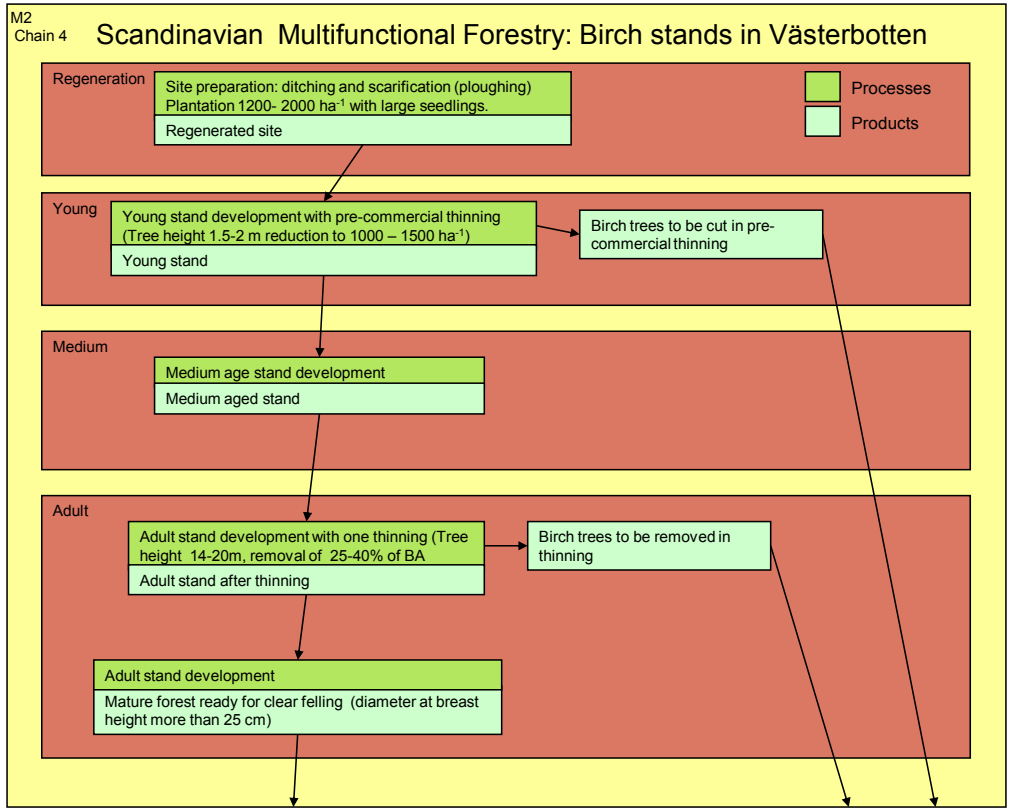 M2
Chain 4
Scandinavian Multifunctional Forestry: Birch stands in Västerbotten
Regeneration
Site preparation: ditching and scarification (ploughing)
Plantation 1200- 2000 ha-1 with large seedlings.
Regenerated site
Processes
Products
Young
Young stand development with pre-commercial thinning
(Tree height 1.5-2 m reduction to 1000 – 1500 ha-1)
Young stand
Birch trees to be cut in pre-
commercial thinning
Medium
Medium age stand development
Medium aged stand
Adult
Adult stand development with one thinning (Tree
height 14-20m, removal of 25-40% of BA
Adult stand after thinning
Birch trees to be removed in
thinning
Adult stand development
Mature forest ready for clear felling (diameter at breast
height more than 25 cm)